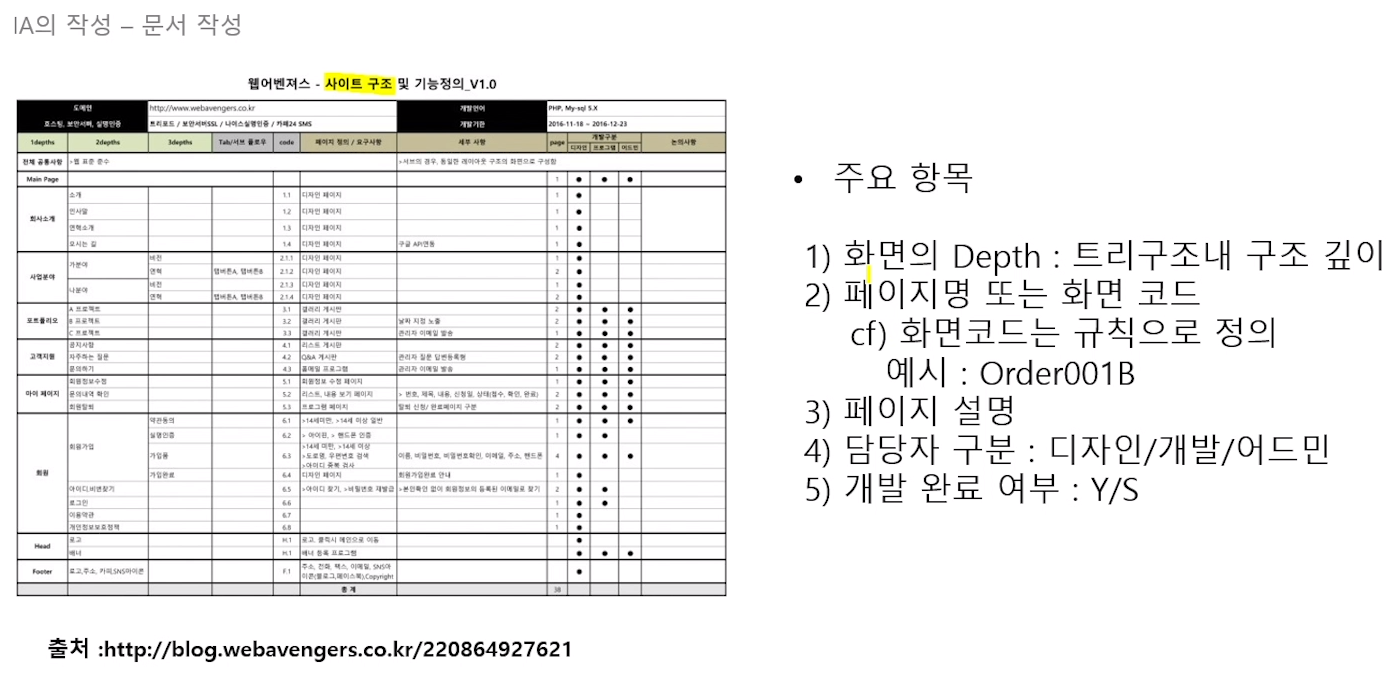 IA의 작성 – 문서 작성
웹어벤져스 - 사이트 구조 및 기능정의_V1.0
도메인 http://www.webavengers.co.kr 개발언어 PHP, My-sql 5.X
호스팅, 보안서버, 실명인증 트리포드 / 보안서버SSL / 나이스실명인증 / 카페24 SMS 개발기간 2016-11-18 ~ 2016-12-23
1depths 2depths 3depths Tab/서브 플로우 code 페이지 정의 / 요구사항 세부 사항 page 개발구분 논의사항
디자인 프로그램 어드민
전체 공통사항 >웹 표준 준수 >서브의 경우, 동일한 레이아웃 구조의 화면으로 구성함
Main Page 1 ● ● ●
회사소개 소개 1.1 디자인 페이지 1 ●
인사말 1.2 디자인 페이지 1 ●
연혁소개 1.3 디자인 페이지 1 ●
오시는 길 1.4 디자인 페이지 구글 API연동 1 ●
사업분야 가분야 비전 2.1.1 디자인 페이지 1 ●
연혁 탭버튼A, 탭버튼B 2.1.2 디자인 페이지 2 ●
나분야 비전 2.1.3 디자인 페이지 1 ●
연혁 탭버튼A, 탭버튼B 2.1.4 디자인 페이지 2 ●
포트폴리오 A 프로젝트 3.1 갤러리 게시판 2 ● ● ●
B 프로젝트 3.2 갤러리 게시판 날짜 지정 노출 2 ● ● ●
C 프로젝트 3.3 갤러리 게시판 관리자 이메일 발송 1 ● ● ●
고객지원 공지사항 4.1 리스트 게시판 2 ● ● ●
자주하는 질문 4.2 Q&A 게시판 관리자 질문 답변등록형 2 ● ● ●
문의하기 4.3 폼메일 프로그램 관리자 이메일 발송 1 ● ● ●
마이 페이지 회원정보수정 5.1 회원정보 수정 페이지 1 ● ● ●
문의내역 확인 5.2 리스트, 내용 보기 페이지 > 번호, 제목, 내용, 신청일, 상태(접수, 확인, 완료) 2 ● ● ●
회원탈퇴 5.3 프로그램 페이지 탈퇴 신청/ 완료페이지 구분 2 ● ● ●
회원 회원가입 약관동의 6.1 >14세미만, >14세 이상 일반 1 ● ● ●
실명인증 6.2 > 아이핀, > 핸드폰 인증 1 ● ●
가입폼 6.3 >14세 미만, >14세 이상
>도로명, 우편번호 검색 이름, 비밀번호, 비밀번호확인, 이메일, 주소, 핸드폰 4 ● ● ●
>아이디 중복 검사
가입완료 6.4 디자인 페이지 회원가입완료 안내 1 ●
아이디,비번찾기 6.5 >아이디 찾기, >비밀번호 재발급 >본인확인 없이 회원정보의 등록된 이메일로 찾기 2 ● ●
로그인 6.6 1 ● ●
이용약관 6.7 1 ●
개인정보보호정책 6.8 1 ●
Head 로고 H.1 로고. 클릭시 메인으로 이동 ●
배너 H.1 배너 등록 프로그램 ● ● ●
Footer 로고,주소, 카피,SNS아이콘 F.1 주소, 전화, 팩스, 이메일, SNS아
이콘(블로그,페이스북),Copyright ●
총 계 38
출처 :http://blog.webavengers.co.kr/220864927621
• 주요 항목
1) 화면의 Depth : 트리구조내 구조 깊이
2) 페이지명 또는 화면 코드
cf) 화면코드는 규칙으로 정의
예시 : Order001B
3) 페이지 설명
4) 담당자 구분 : 디자인/개발/어드민
5) 개발 완료 여부 : Y/S